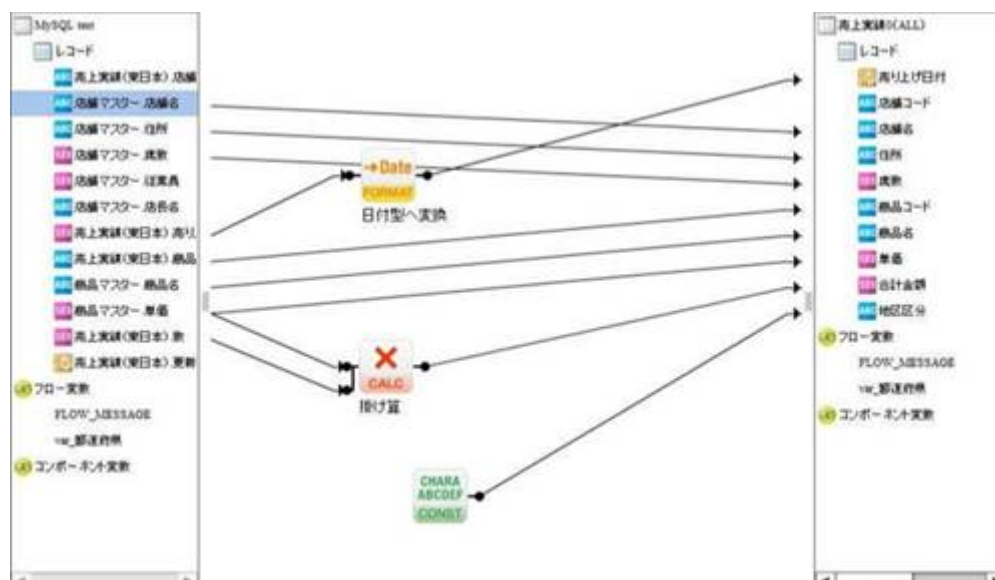 MySQL test
レコード
売上実績(東日本).店舗
店舗マスター.店舗名
店舗マスター.住所
店舗マスター.席数
店舗マスター.従業員
店舗マスター.店長名
売上実績(東日本).売り
売上実績(東日本).商品
商品マスター.商品名
商品マスター.単価
売上実績(東日本).数
売上実績(東日本).更新
フロー変数
FLOW_MESSAGE
var_都道府県
コンポーネント変数
→Date
FORMAT
日付型へ変換
CALC
掛け算
CHARA
ABCDEF
CONST
売上実績(ALL)
レコード
売り上げ日付
店舗コード
店舗名
住所
席数
商品コード
商品名
単価
合計金額
地区区分
フロー変数
FLOW_MESSAGE
var_都道府県
コンポーネント変数